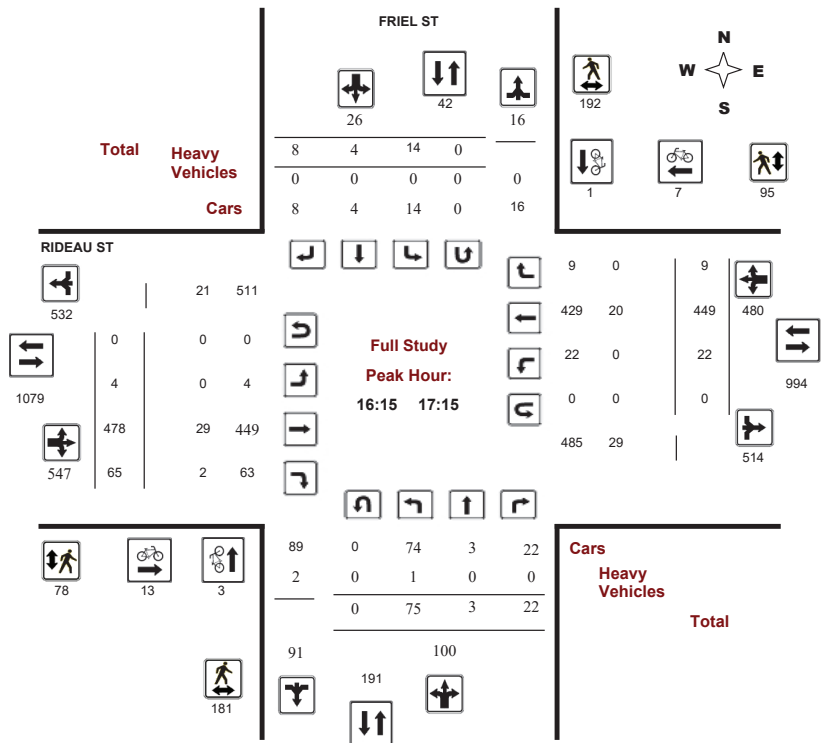 FRIEL ST
N
W E
S
26 42 16 192
Total Heavy Vehicles 8 4 14 0
0 0 0 0 0
Cars 8 4 14 0 16
1 7 95
RIDEAU ST
21 511
532
0 0 0
4 0 4
1079
478 29 449
547 65 2 63
Full Study
Peak Hour:
16:15 17:15
9 0 9 480
429 20 449
22 0 22
994
0 0 0
485 29 514
78 13 3
181
89 0 74 3 22 Cars
2 0 1 0 0 Heavy Vehicles
0 75 3 22 Total
91 191 100